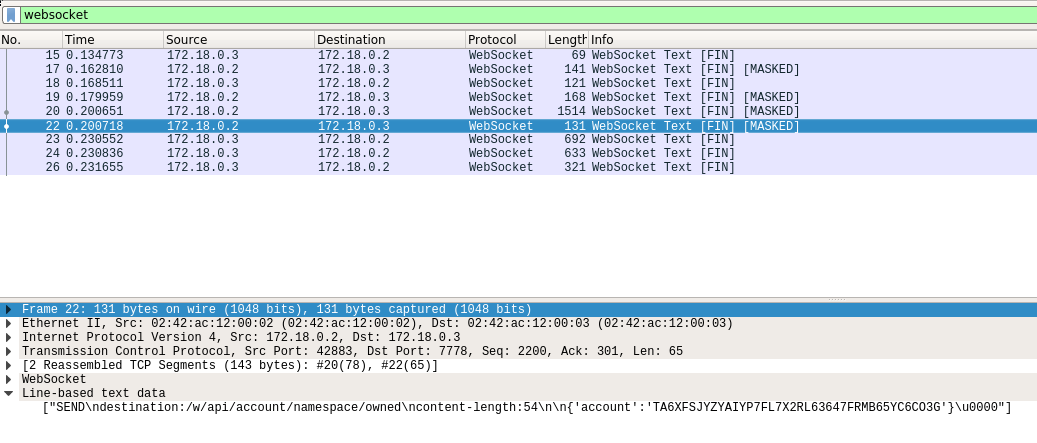 websocket
No. Time Source Destination Protocol Length Info
15 0.134773 172.18.0.3 172.18.0.2 WebSocket 69 WebSocket Text [FIN]
17 0.162810 172.18.0.2 172.18.0.3 WebSocket 141 WebSocket Text [FIN] [MASKED]
18 0.168511 172.18.0.3 172.18.0.2 WebSocket 121 WebSocket Text [FIN]
19 0.179959 172.18.0.2 172.18.0.3 WebSocket 168 WebSocket Text [FIN] [MASKED]
20 0.200651 172.18.0.2 172.18.0.3 WebSocket 1514 WebSocket Text [FIN] [MASKED]
22 0.200718 172.18.0.2 172.18.0.3 WebSocket 131 WebSocket Text [FIN] [MASKED]
23 0.230552 172.18.0.3 172.18.0.2 WebSocket 692 WebSocket Text [FIN]
24 0.230836 172.18.0.3 172.18.0.2 WebSocket 633 WebSocket Text [FIN]
26 0.231655 172.18.0.3 172.18.0.2 WebSocket 321 WebSocket Text [FIN]
Frame 22: 131 bytes on wire (1048 bits), 131 bytes captured (1048 bits)
Ethernet II, Src: 02:42:ac:12:00:02 (02:42:ac:12:00:02), Dst: 02:42:ac:12:00:03 (02:42:ac:12:00:03)
Internet Protocol Version 4, Src: 172.18.0.2, Dst: 172.18.0.3
Transmission Control Protocol, Src Port: 42883, Dst Port: 7778, Seq: 2200, Ack: 301, Len: 65
[2 Reassembled TCP Segments (143 bytes): #20(78), #22(65)]
WebSocket
Line-based text data
["SEND\ndestination:/w/api/account/namespace/owned\ncontent-length:54\n\n{'account':'TA6XFSJYZYAIYP7FL7X2RL63647FRMB65YC6CO3G'}\u0000"]